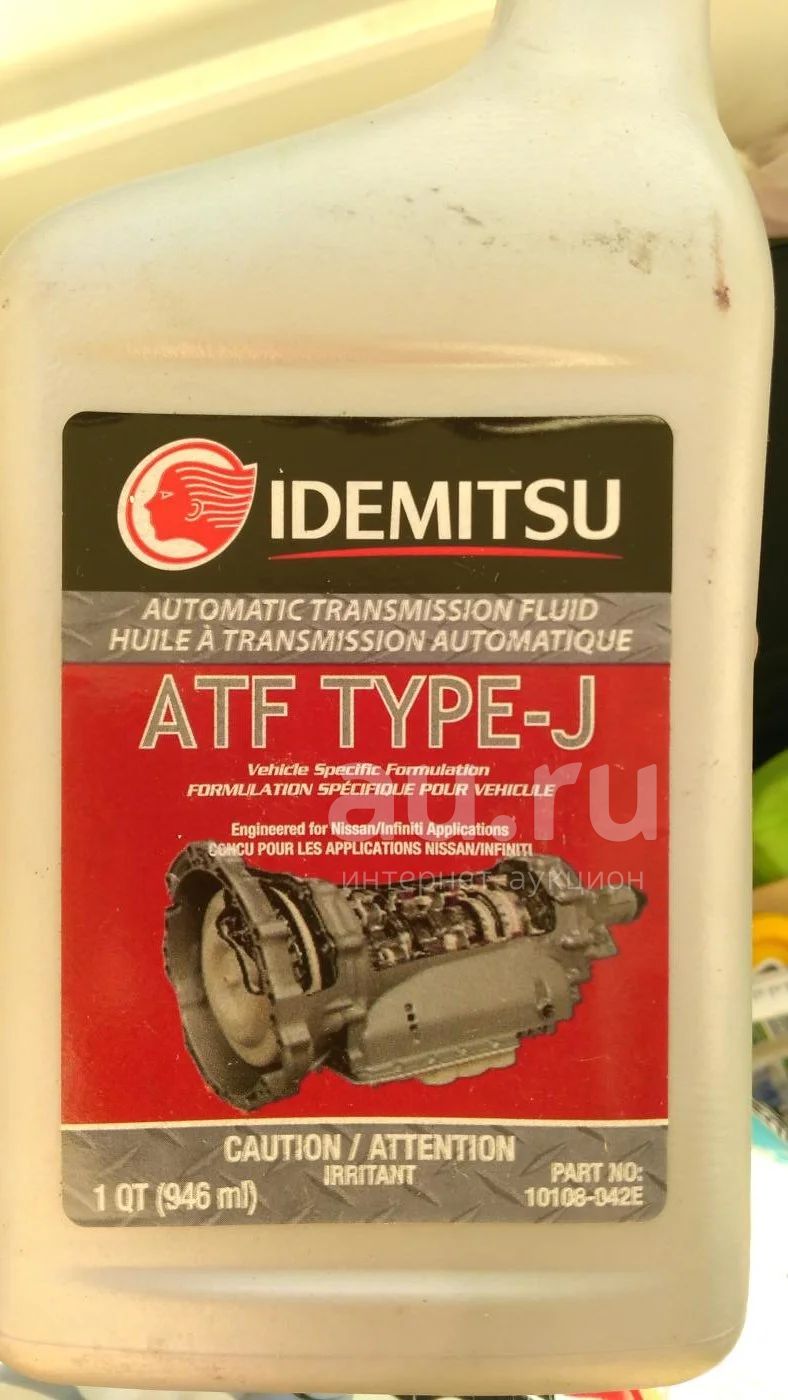 IDEMITSU
AUTOMATIC TRANSMISSION FLUID
HUILE À TRANSMISSION AUTOMATIQUE
ATF TYPE-J
Vehicle Specific Formulation
FORMULATION SPÉCIFIQUE POUR VEHICULE
au.ru
Engineered for Nissan/Infiniti Applications
CONCU POUR LES APPLICATIONS NISSAN/INFINITI
интернет аукцион
CAUTION / ATTENTION
IRRITANT
1 QT (946 ml)
PART NO:
10108-042E